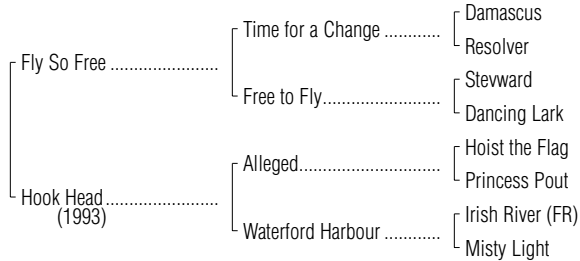 Damascus
Time for a Change ............
Resolver
Fly So Free .......................
Stevward
Free to Fly.........................
Dancing Lark
Hoist the Flag
Alleged..............................
Princess Pout
Hook Head........................
(1993)
Irish River (FR)
Waterford Harbour ............
Misty Light